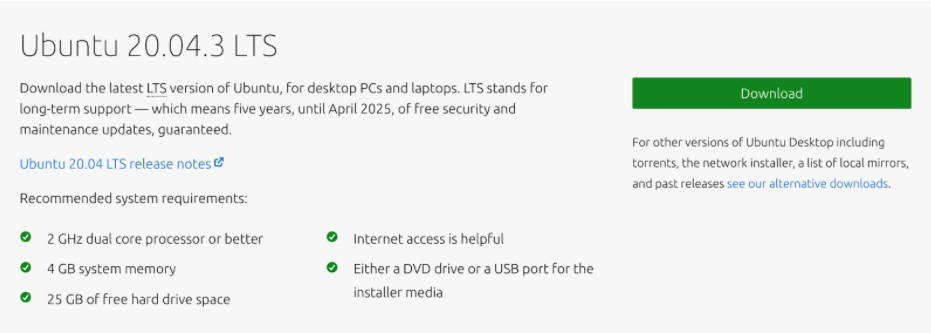 Ubuntu 20.04.3 LTS
Download the latest LTS version of Ubuntu, for desktop PCs and laptops. LTS stands for
long-term support — which means five years, until April 2025, of free security and
maintenance updates, guaranteed.
Ubuntu 20.04 LTS release notes
Recommended system requirements:
2 GHz dual core processor or better
4 GB system memory
25 GB of free hard drive space
Internet access is helpful
Either a DVD drive or a USB port for the
installer media
Download
For other versions of Ubuntu Desktop including
torrents, the network installer, a list of local mirrors,
and past releases see our alternative downloads.